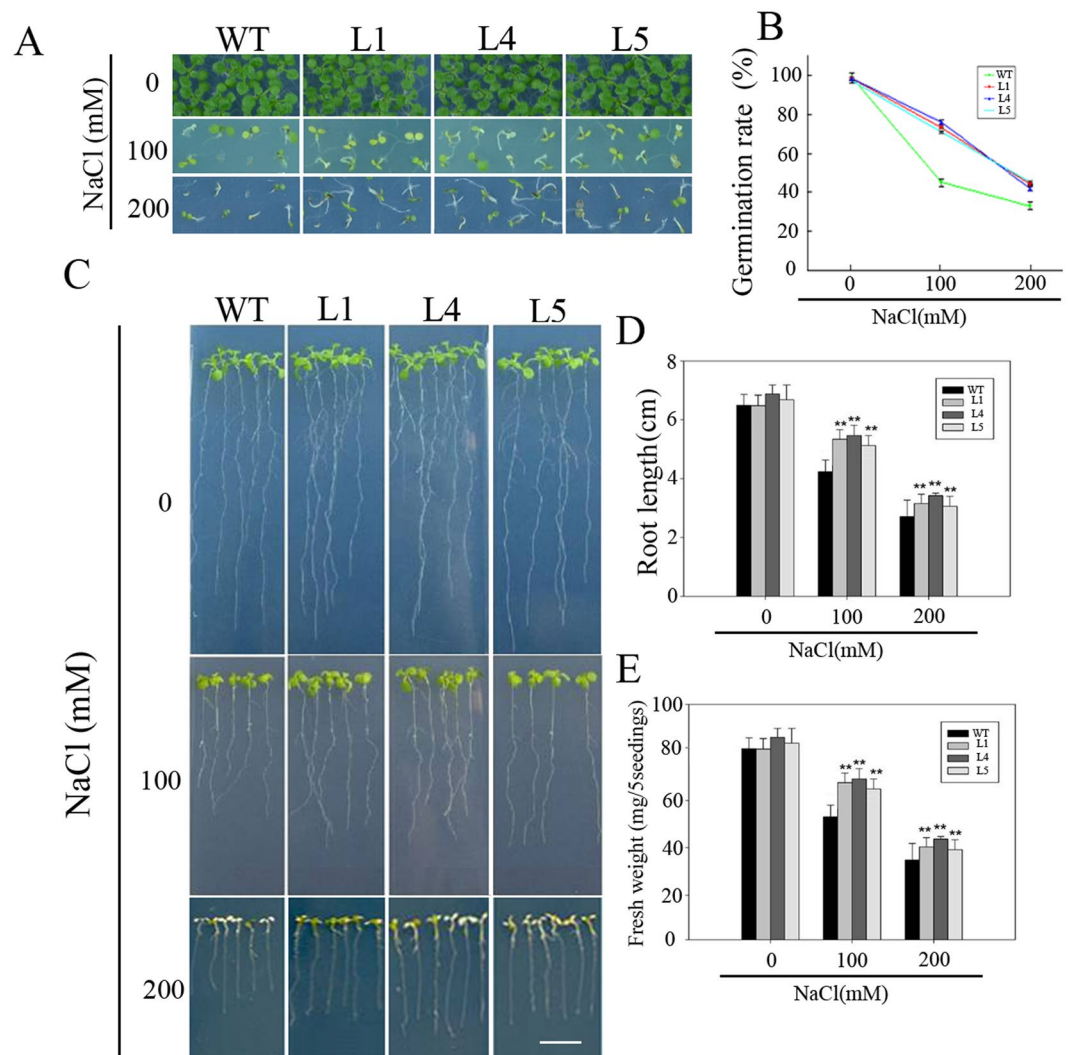 A
WT L1 L4 L5
NaCl (mM)
0
100
200
B
Germination rate (%)
100
80
60
40
20
0
WT
L1
L4
L5
0 100 200
NaCl(mM)
C
WT L1 L4 L5
NaCl (mM)
0
100
200
D
Root length(cm)
8
6
4
2
0
WT
L1
L4
L5
** ** **
** ** **
0 100 200
NaCl(mM)
E
Fresh weight (mg/5seedings)
100
80
60
40
20
0
WT
L1
L4
L5
** ** **
** ** **
0 100 200
NaCl(mM)